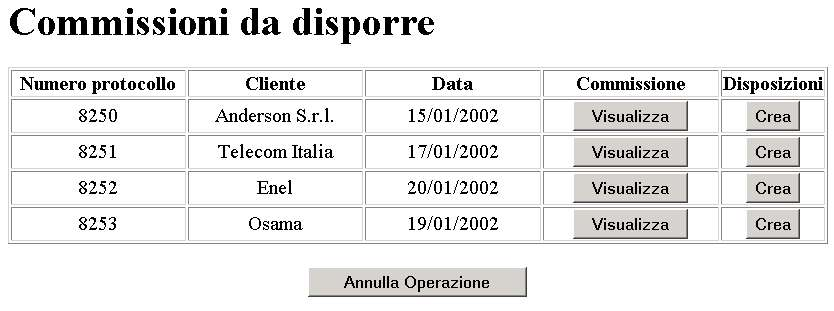 Commissioni da disporre
Numero protocollo Cliente Data Commissione Disposizioni
8250 Anderson S.r.l. 15/01/2002 Visualizza Crea
8251 Telecom Italia 17/01/2002 Visualizza Crea
8252 Enel 20/01/2002 Visualizza Crea
8253 Osama 19/01/2002 Visualizza Crea
Annulla Operazione